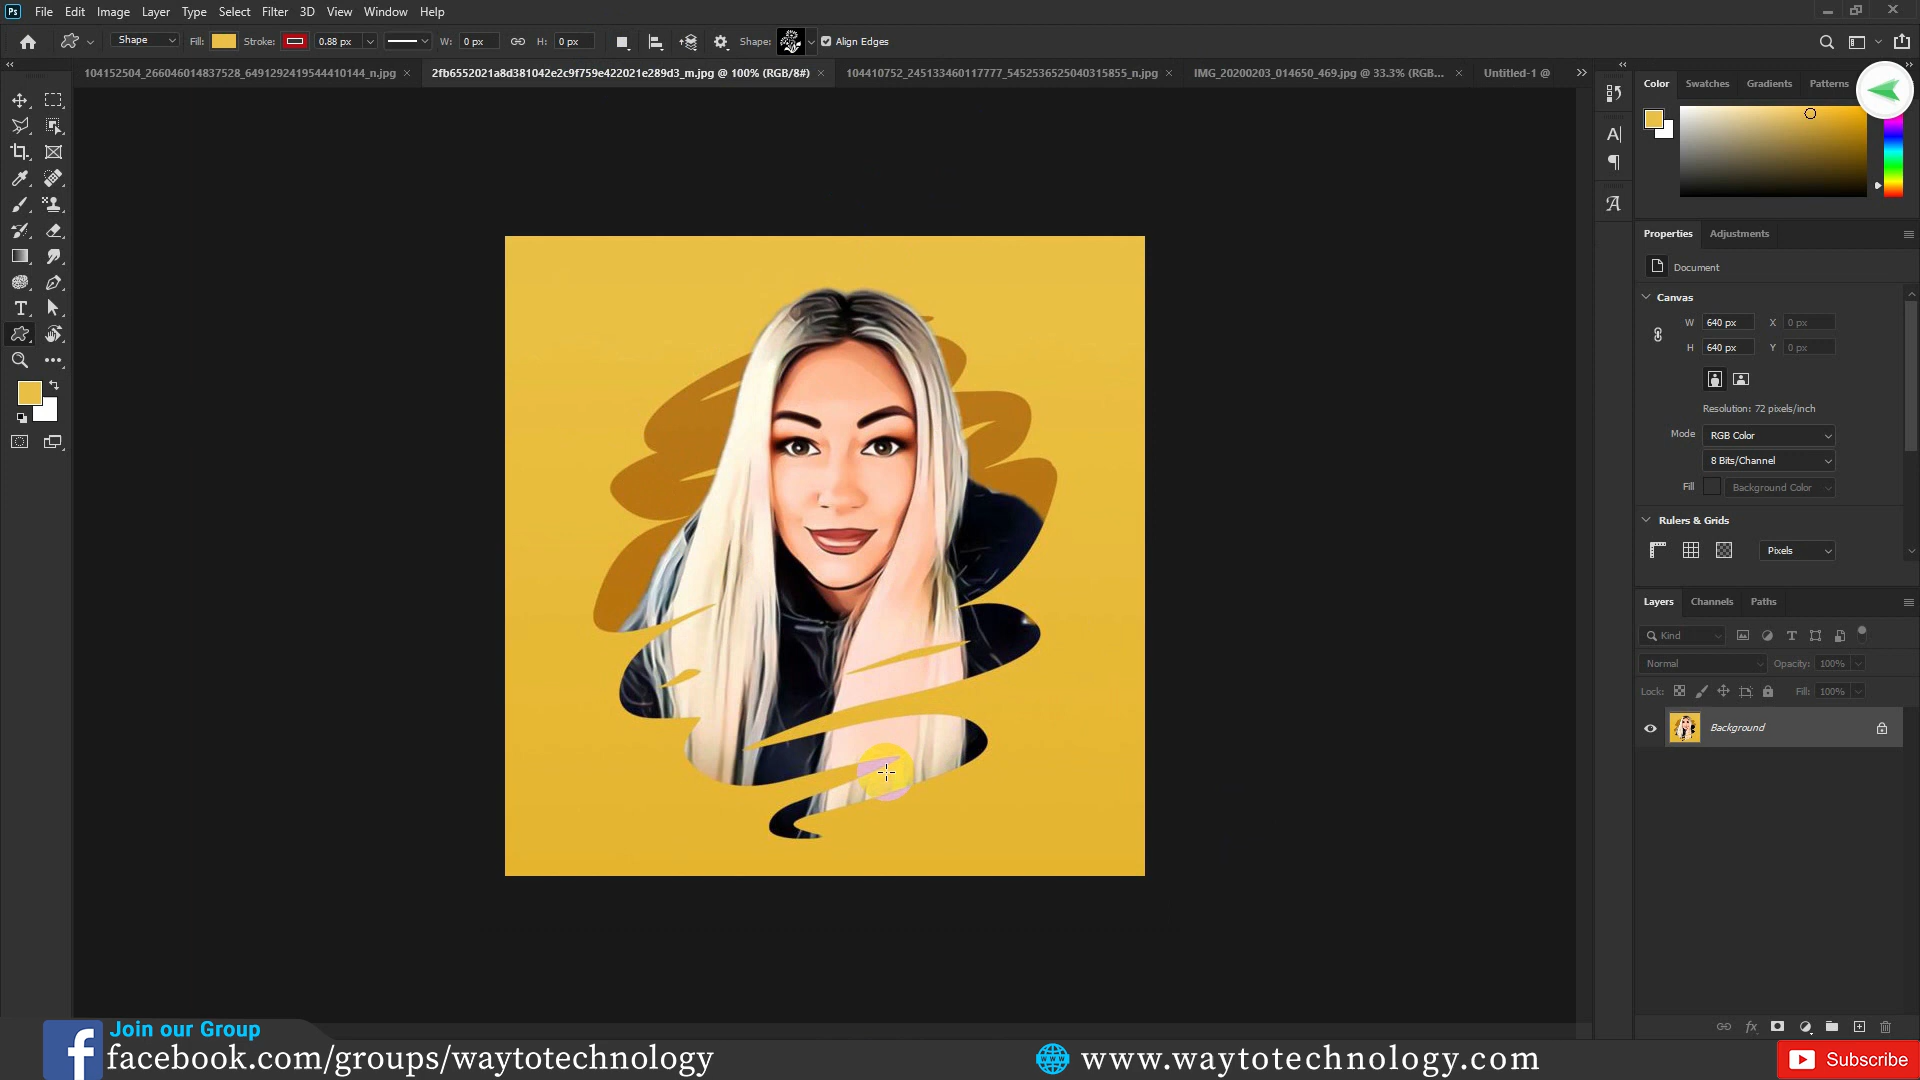 Ps File Edit Image Layer Type Select Filter 3D View Window Help
Shape Fill: Stroke: 0.88 px W: 0 px H: 0 px Shape: Align Edges
104152504_266046014837528_6491292419544410144_n.jpg × 2fb6552021a8d381042e2c9f759e422021e289d3_m.jpg @ 100% (RGB/8#) × 104410752_245133460117777_5452536525040315855_n.jpg × IMG_20200203_014650_469.jpg @ 33.3% (RGB... × Untitled-1 @
Color Swatches Gradients Patterns
Properties Adjustments
Document
Canvas
W 640 px X 0 px
H 640 px Y 0 px
Resolution: 72 pixels/inch
Mode RGB Color
8 Bits/Channel
Fill Background Color
Rulers & Grids
Pixels
Layers Channels Paths
Kind
Normal Opacity: 100%
Lock: Fill: 100%
Background
fx
Join our Group
f facebook.com/groups/waytotechnology
www.waytotechnology.com
Subscribe